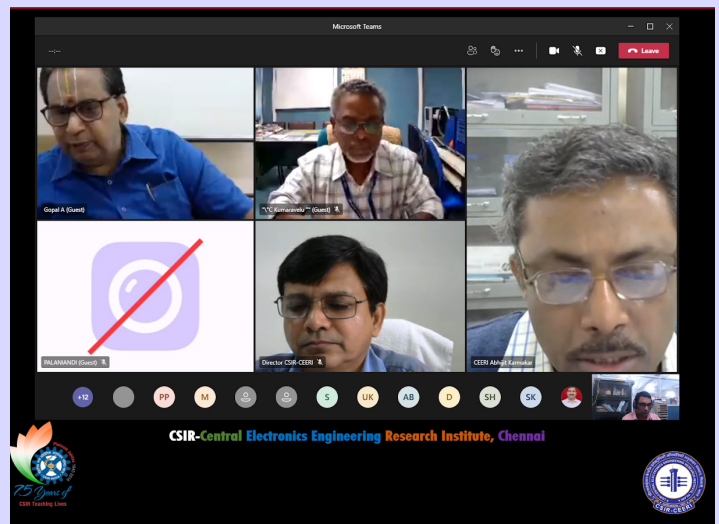 Microsoft Teams
--:--
Leave
Gopal A (Guest)
"\"C Kumaravelu"" (Guest)
PALANIANDI (Guest)
Director CSIR-CEERI
CEERI Abhijit Karmakar
+12
PP
M
S
UK
AB
D
SH
SK
CSIR-Central Electronics Engineering Research Institute, Chennai
75 Years of
CSIR Touching Lives
CSIR-CEERI